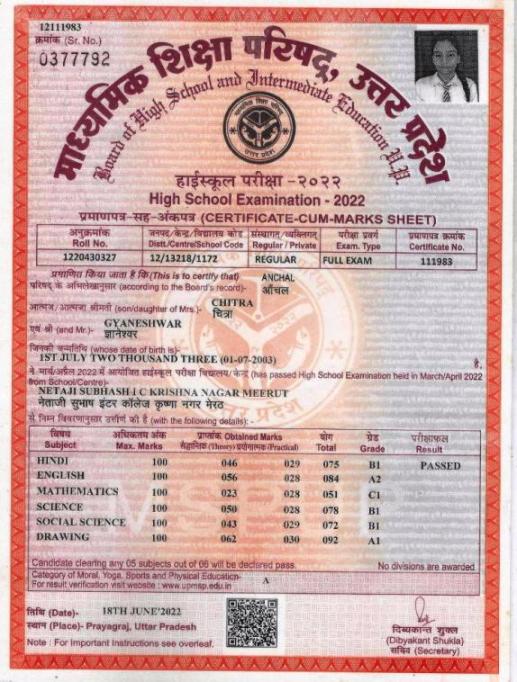 12111983
क्रमांक (Sr. No.)
0377792
माध्यमिक शिक्षा परिषद्, उत्तर प्रदेश
Board of High School and Intermediate Education U.P.
हाईस्कूल परीक्षा -२०२२
High School Examination - 2022
प्रमाणपत्र-सह-अंकपत्र (CERTIFICATE-CUM-MARKS SHEET)
अनुक्रमांक जनपद/केन्द्र/विद्यालय कोड संस्थागत/व्यक्तिगत परीक्षा प्रवर्ग प्रमाणपत्र क्रमांक
Roll No. Distt./Centre/School Code Regular / Private Exam. Type Certificate No.
1220430327 12/13218/1172 REGULAR FULL EXAM 111983
प्रमाणित किया जाता है कि (This is to certify that) ANCHAL
परिषद के अभिलेखानुसार (according to the Board's record)- आँचल
आत्मज/आत्मजा श्रीमती (son/daughter of Mrs.)- CHITRA
चित्रा
एवं श्री (and Mr.)- GYANESHWAR
ज्ञानेश्वर
जिनकी जन्मतिथि (whose date of birth is)-
1ST JULY TWO THOUSAND THREE (01-07-2003) है,
ने मार्च/अप्रैल 2022 में आयोजित हाईस्कूल परीक्षा विद्यालय/केन्द्र (has passed High School Examination held in March/April 2022
from School/Centre)-
NETAJI SUBHASH I C KRISHNA NAGAR MEERUT
नेताजी सुभाष इंटर कॉलेज कृष्णा नगर मेरठ
से निम्न विवरणानुसार उत्तीर्ण की है (with the following details): -
विषय अधिकतम अंक प्राप्तांक Obtained Marks योग ग्रेड परीक्षाफल
Subject Max. Marks सैद्धान्तिक (Theory) प्रयोगात्मक (Practical) Total Grade Result
HINDI 100 046 029 075 B1 PASSED
ENGLISH 100 056 028 084 A2
MATHEMATICS 100 023 028 051 C1
SCIENCE 100 050 028 078 B1
SOCIAL SCIENCE 100 043 029 072 B1
DRAWING 100 062 030 092 A1
Candidate clearing any 05 subjects out of 06 will be declared pass. No divisions are awarded
Category of Moral, Yoga, Sports and Physical Education- A
For result verification visit website : www.upmsp.edu.in
तिथि (Date)- 18TH JUNE'2022
स्थान (Place)- Prayagraj, Uttar Pradesh
Note : For Important Instructions see overleaf.
दिव्यकान्त शुक्ल
(Dibyakant Shukla)
सचिव (Secretary)